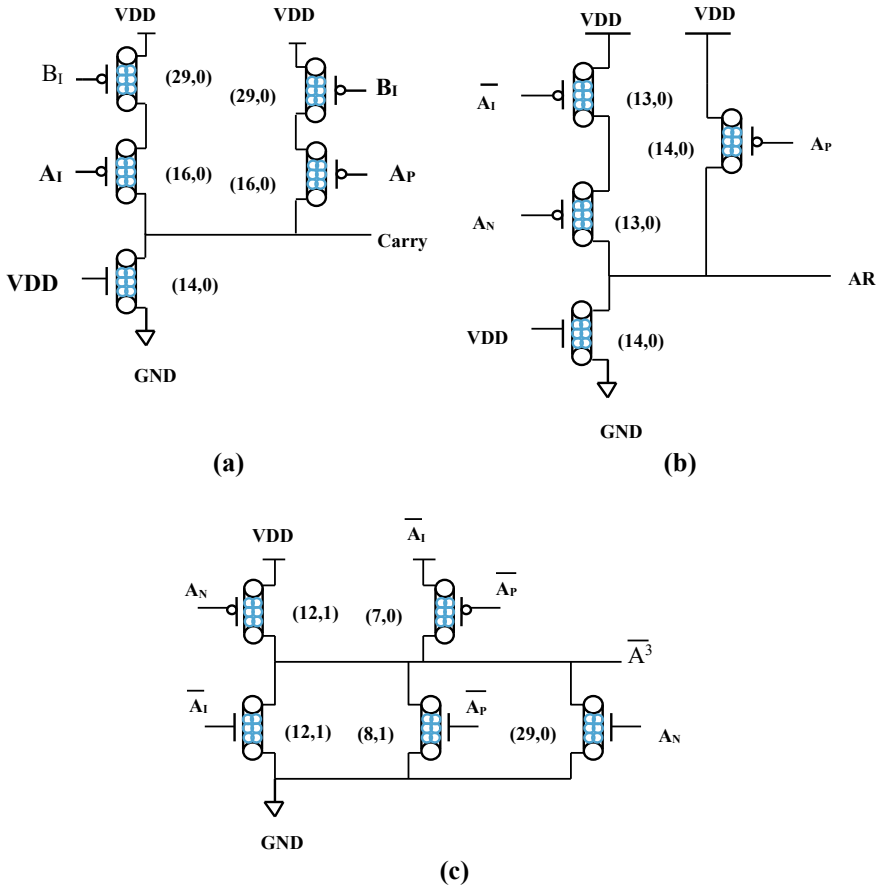 VDD VDD
B_I (29,0) (29,0) B_I
A_I (16,0) (16,0) A_P
Carry
VDD (14,0)
GND
(a)
VDD VDD
A̅_I̅ (13,0)
(14,0) A_P
A_N (13,0)
AR
VDD (14,0)
GND
(b)
VDD A̅_I̅
A_N (12,1) (7,0) A̅_P̅
A̅³
A̅_I̅ (12,1) (8,1) A̅_P̅ (29,0) A_N
GND
(c)